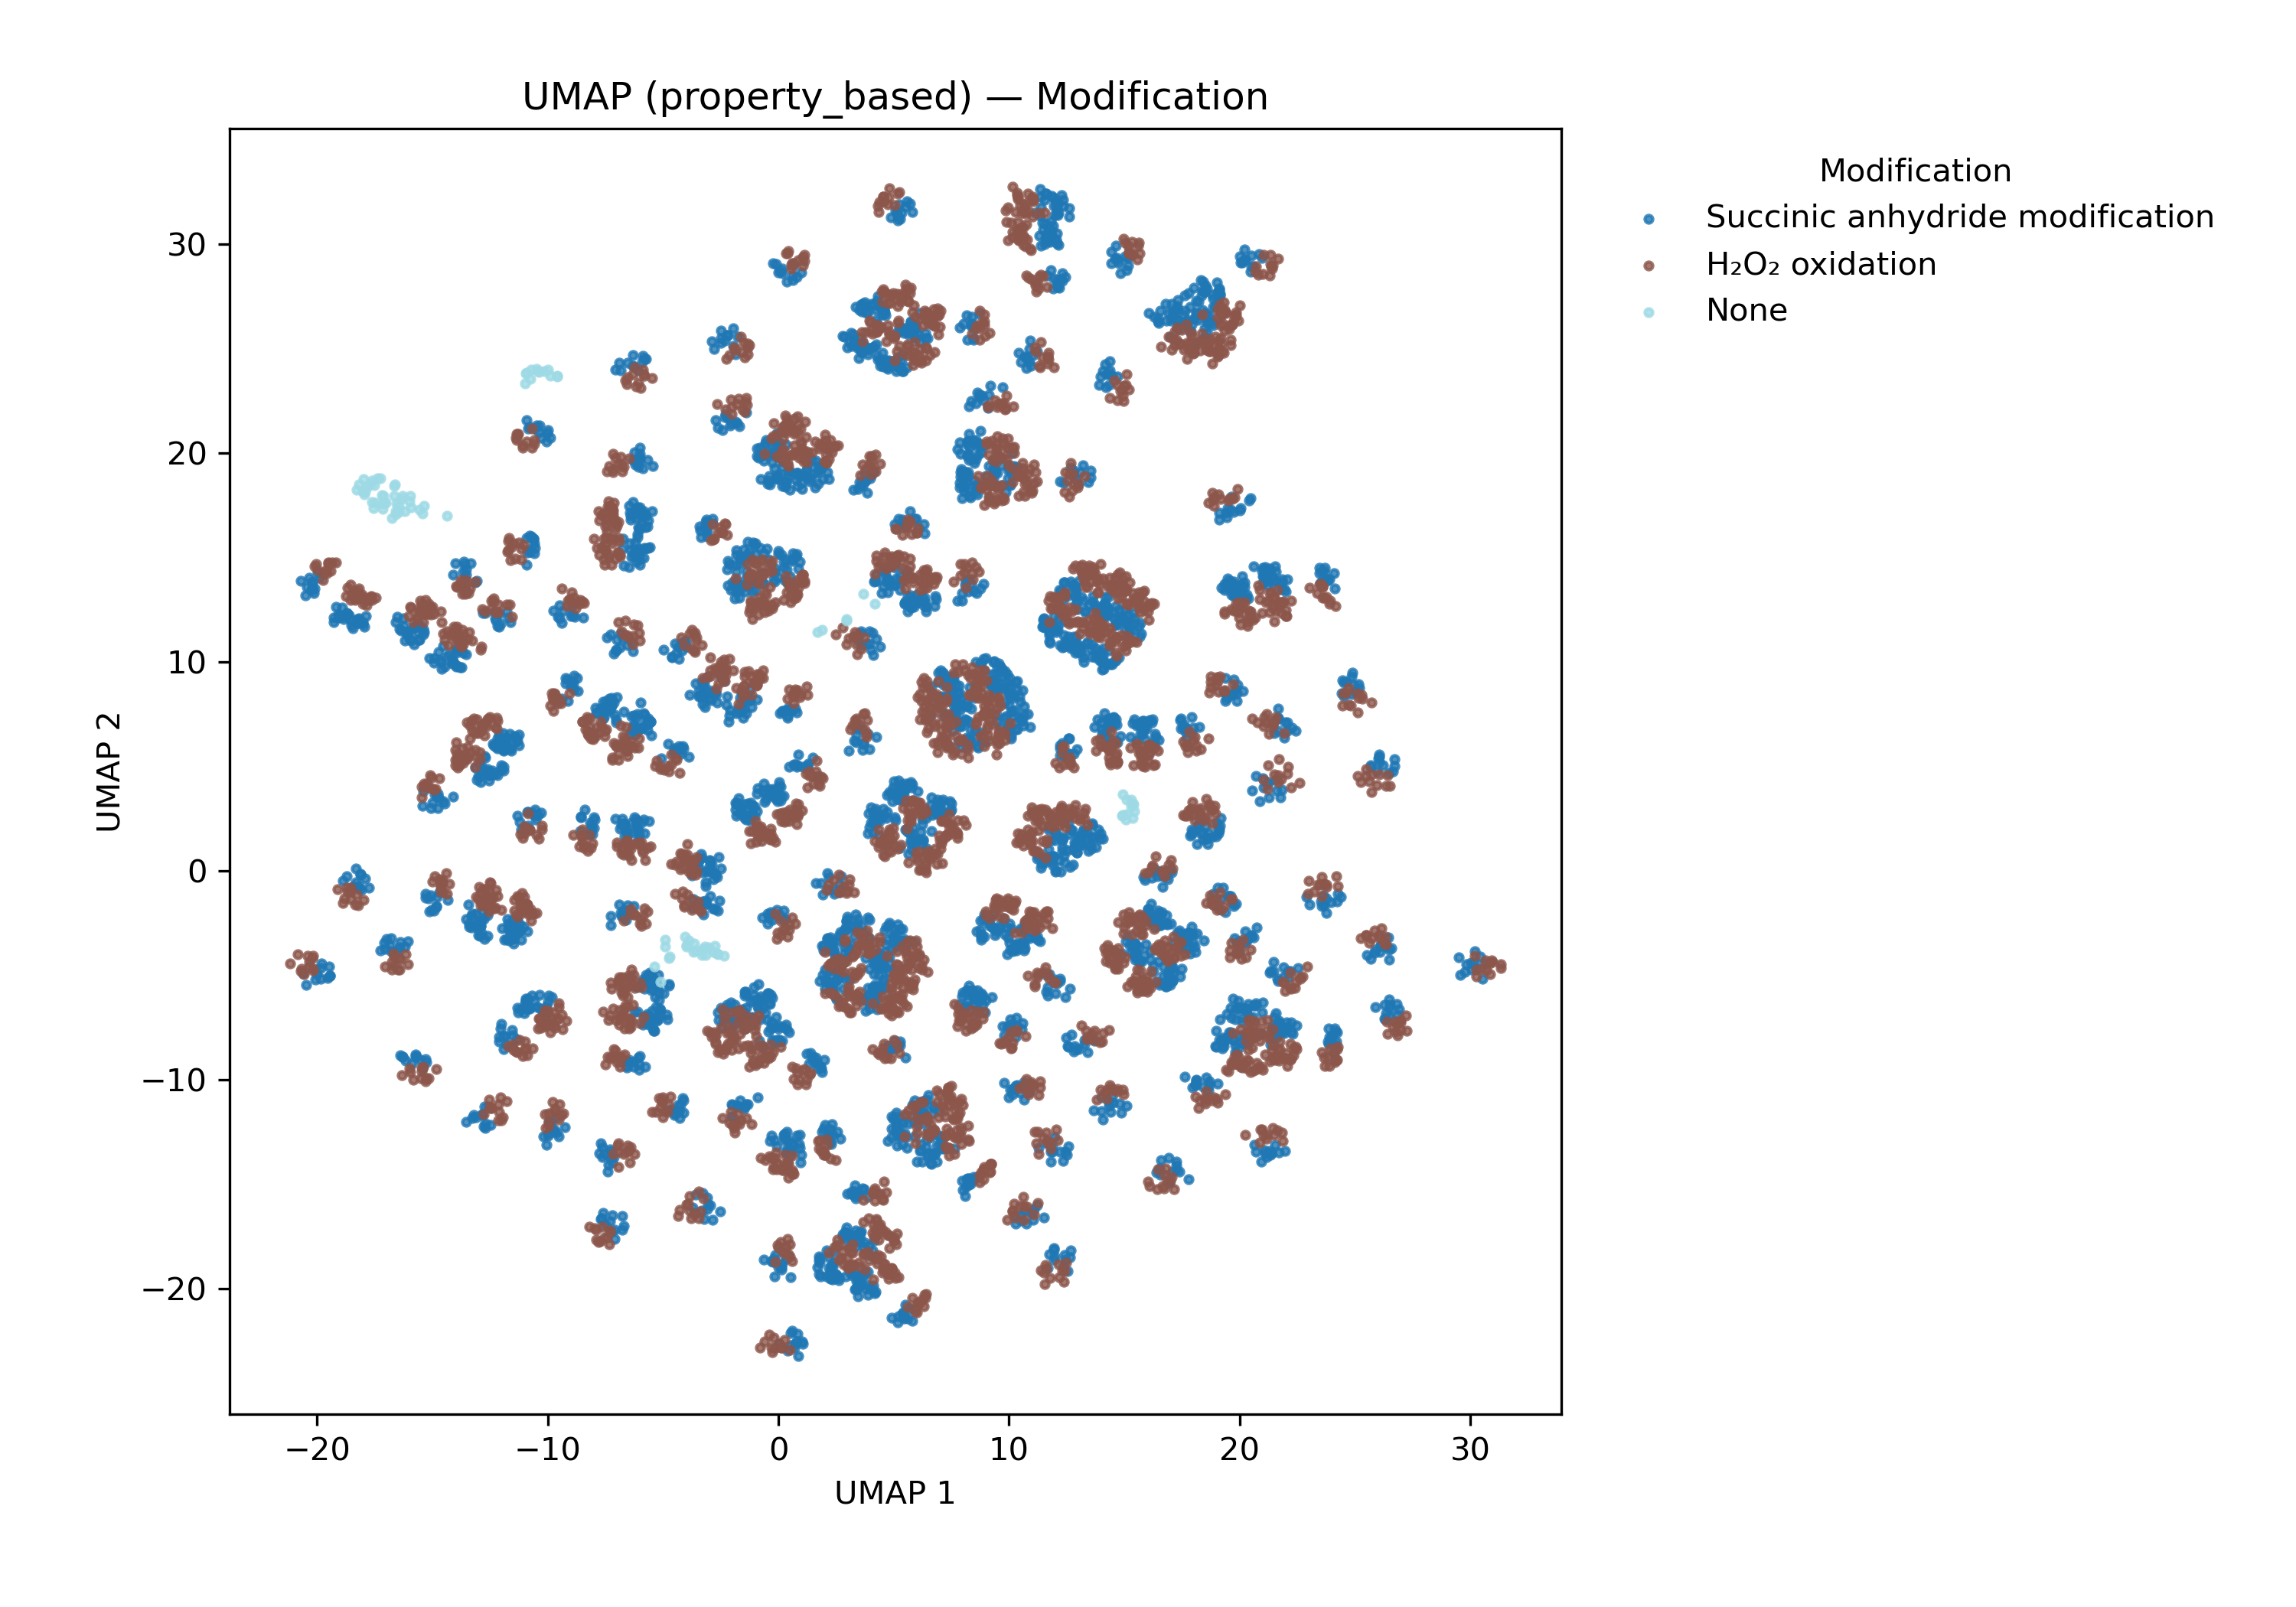 UMAP (property_based) — Modification
Modification
Succinic anhydride modification
H₂O₂ oxidation
None
30
20
10
0
−10
−20
UMAP 2
−20
−10
0
10
20
30
UMAP 1